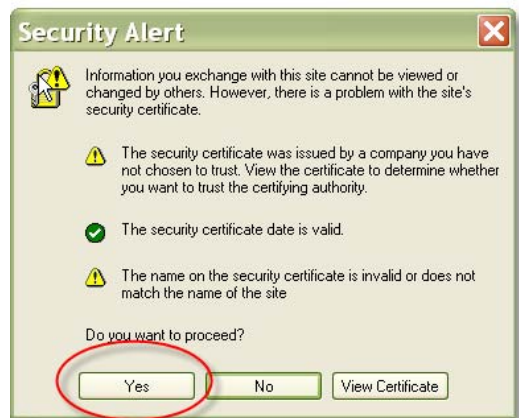 Security Alert
Information you exchange with this site cannot be viewed or
changed by others. However, there is a problem with the site's
security certificate.
The security certificate was issued by a company you have
not chosen to trust. View the certificate to determine whether
you want to trust the certifying authority.
The security certificate date is valid.
The name on the security certificate is invalid or does not
match the name of the site
Do you want to proceed?
Yes No View Certificate